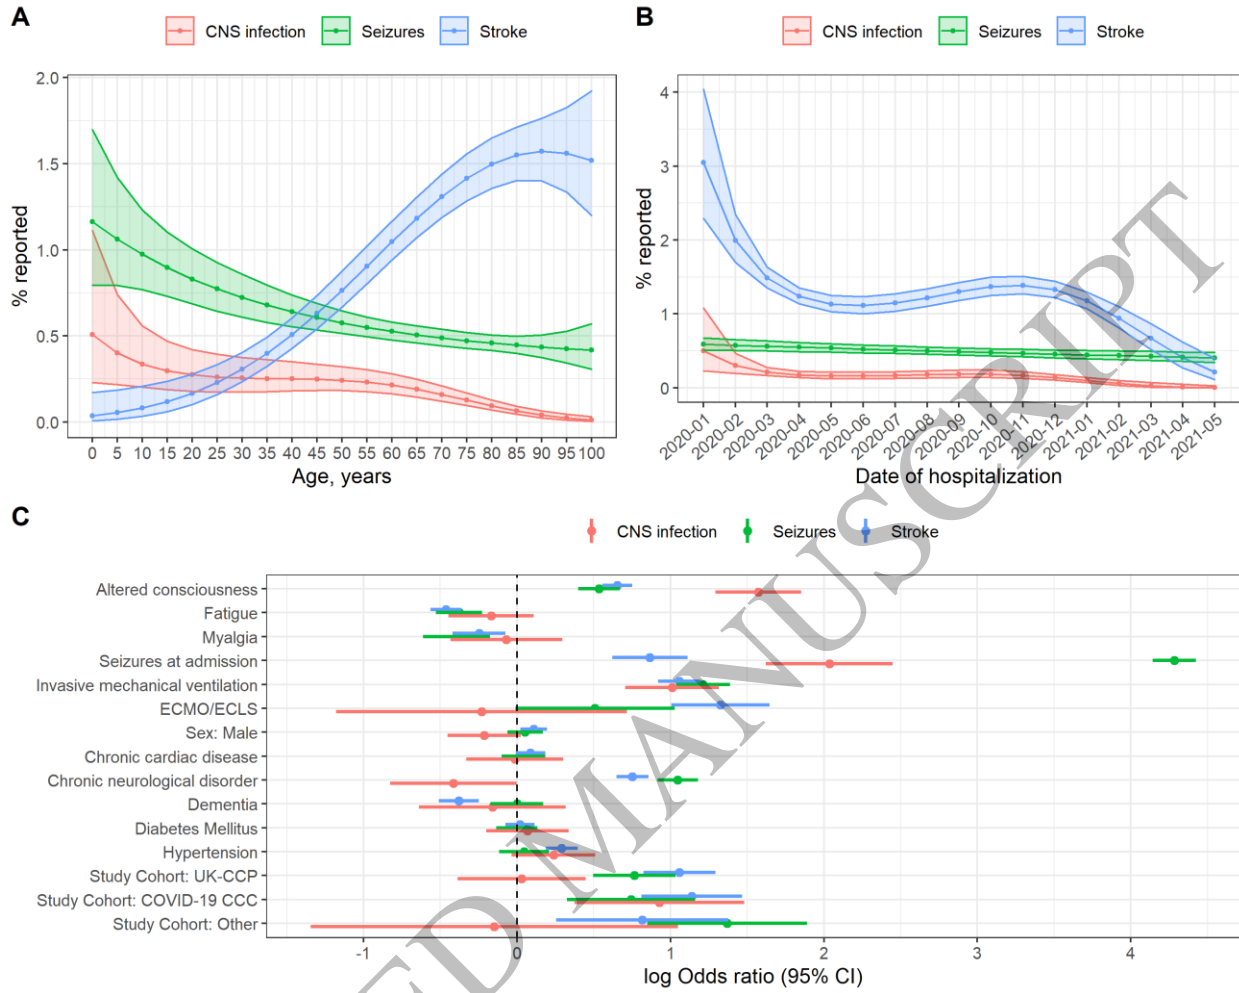 A
CNS infection Seizures Stroke
% reported
2.0
1.5
1.0
0.5
0.0
0 5 10 15 20 25 30 35 40 45 50 55 60 65 70 75 80 85 90 95 100
Age, years
B
CNS infection Seizures Stroke
% reported
4
3
2
1
0
2020-01 2020-02 2020-03 2020-04 2020-05 2020-06 2020-07 2020-08 2020-09 2020-10 2020-11 2020-12 2021-01 2021-02 2021-03 2021-04 2021-05
Date of hospitalization
C
CNS infection Seizures Stroke
Altered consciousness
Fatigue
Myalgia
Seizures at admission
Invasive mechanical ventilation
ECMO/ECLS
Sex: Male
Chronic cardiac disease
Chronic neurological disorder
Dementia
Diabetes Mellitus
Hypertension
Study Cohort: UK-CCP
Study Cohort: COVID-19 CCC
Study Cohort: Other
-1 0 1 2 3 4
log Odds ratio (95% CI)
ED MANUSCRIPT